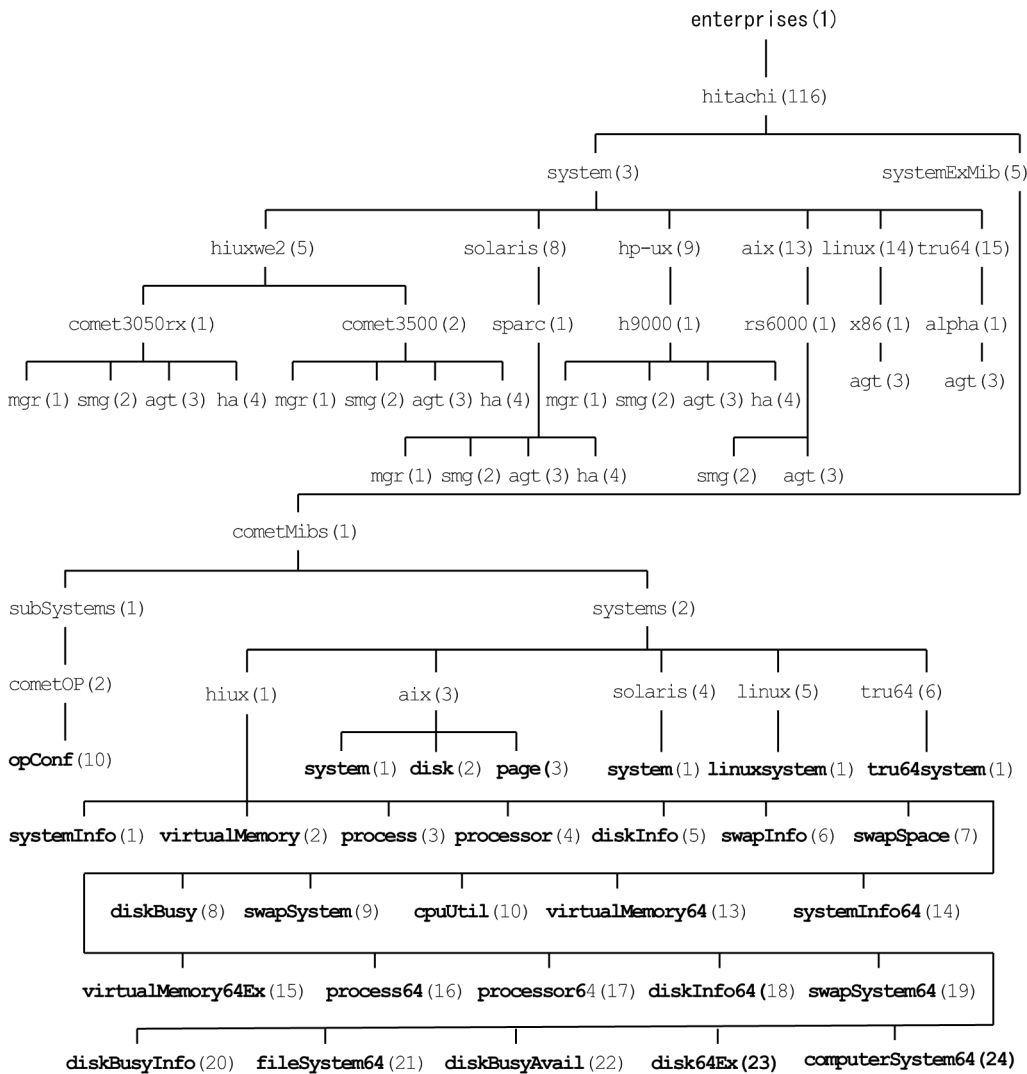 enterprises(1)
hitachi(116)
system(3) systemExMib(5)
hiuxwe2(5) solaris(8) hp-ux(9) aix(13) linux(14) tru64(15)
comet3050rx(1) comet3500(2) sparc(1) h9000(1) rs6000(1) x86(1) alpha(1)
agt(3) agt(3)
mgr(1) smg(2) agt(3) ha(4) mgr(1) smg(2) agt(3) ha(4) mgr(1) smg(2) agt(3) ha(4)
mgr(1) smg(2) agt(3) ha(4) smg(2) agt(3)
cometMibs(1)
subSystems(1) systems(2)
cometOP(2) hiux(1) aix(3) solaris(4) linux(5) tru64(6)
opConf(10) system(1) disk(2) page(3) system(1) linuxsystem(1) tru64system(1)
systemInfo(1) virtualMemory(2) process(3) processor(4) diskInfo(5) swapInfo(6) swapSpace(7)
diskBusy(8) swapSystem(9) cpuUtil(10) virtualMemory64(13) systemInfo64(14)
virtualMemory64Ex(15) process64(16) processor64(17) diskInfo64(18) swapSystem64(19)
diskBusyInfo(20) fileSystem64(21) diskBusyAvail(22) disk64Ex(23) computerSystem64(24)